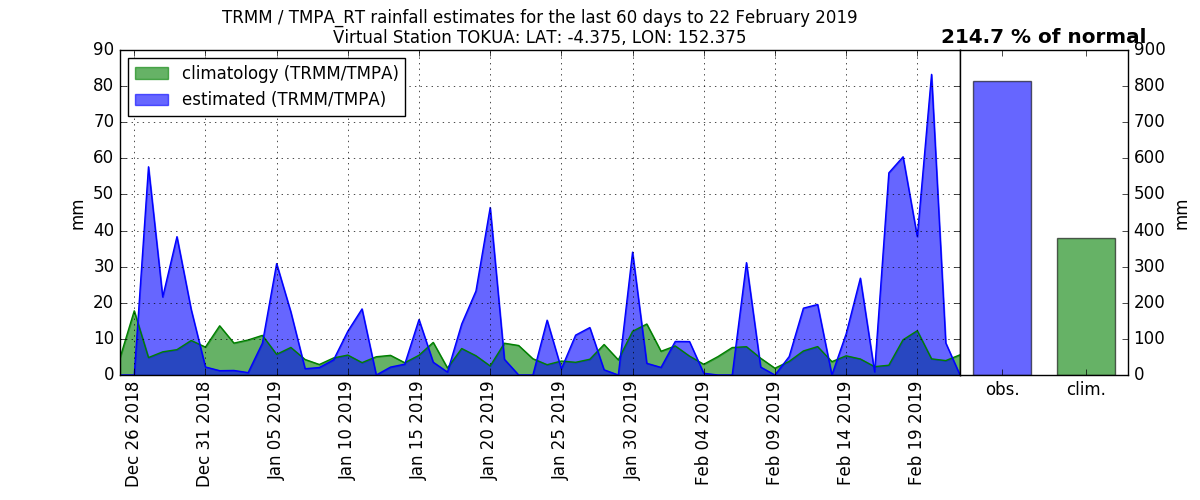 TRMM / TMPA_RT rainfall estimates for the last 60 days to 22 February 2019
Virtual Station TOKUA: LAT: -4.375, LON: 152.375
214.7 % of normal
climatology (TRMM/TMPA)
estimated (TRMM/TMPA)
mm
90
80
70
60
50
40
30
20
10
0
900
800
700
600
500
400
300
200
100
0
mm
Dec 26 2018
Dec 31 2018
Jan 05 2019
Jan 10 2019
Jan 15 2019
Jan 20 2019
Jan 25 2019
Jan 30 2019
Feb 04 2019
Feb 09 2019
Feb 14 2019
Feb 19 2019
obs.
clim.